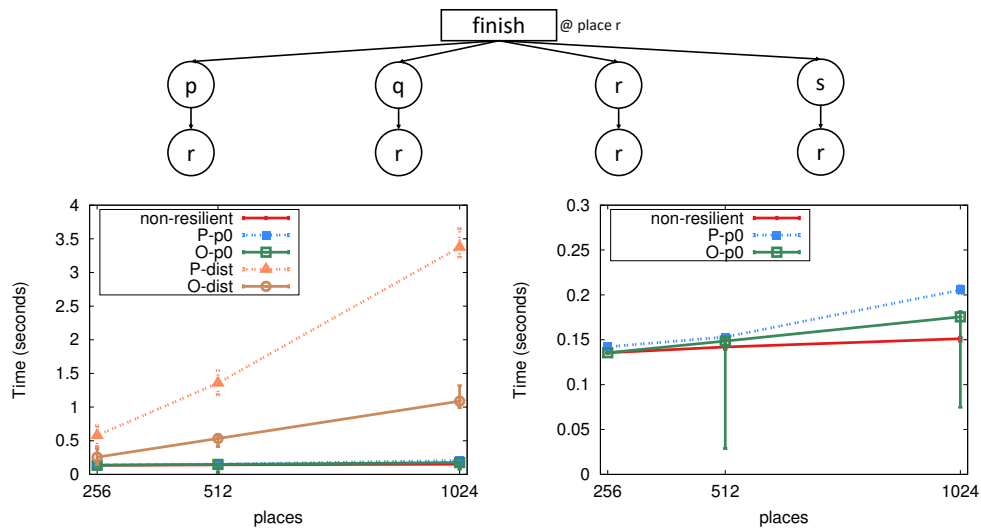 finish @ place r
p q r s
r r r r
4
3.5
3
2.5
2
1.5
1
0.5
0
Time (seconds)
non-resilient
P-p0
O-p0
P-dist
O-dist
256 512 1024
places
0.3
0.25
0.2
0.15
0.1
0.05
0
Time (seconds)
non-resilient
P-p0
O-p0
256 512 1024
places